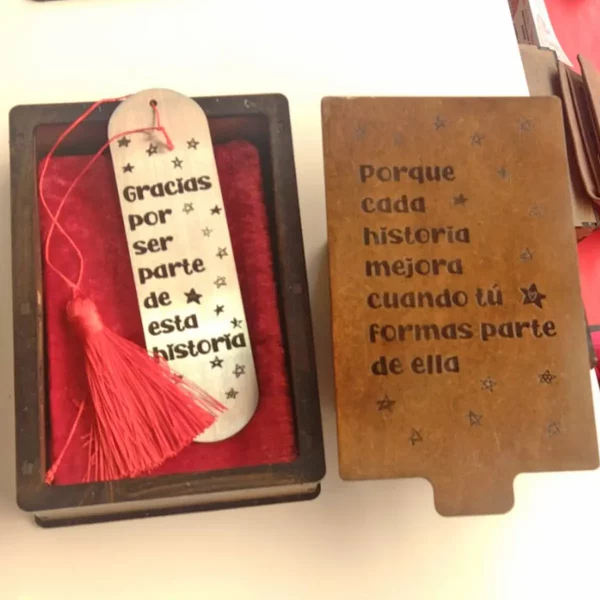 Gracias
por
ser
parte
de
esta
historia
Porque
cada
historia
mejora
cuando tú
formas parte
de ella